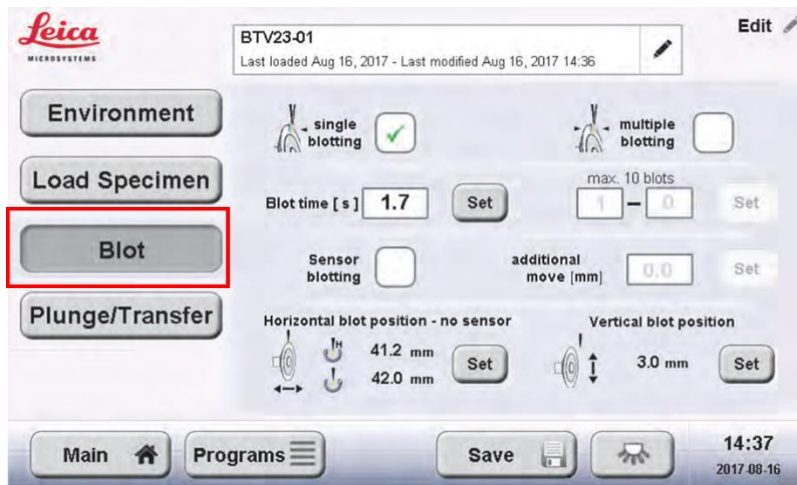 Leica
MICROSYSTEMS
BTV23-01
Last loaded Aug 16, 2017 - Last modified Aug 16, 2017 14:36
Edit
Environment
Load Specimen
Blot
Plunge/Transfer
single
blotting
multiple
blotting
Blot time [ s ] 1.7 Set
max. 10 blots
1 – 0 Set
Sensor
blotting
additional
move [mm] 0.0 Set
Horizontal blot position - no sensor
H 41.2 mm
42.0 mm
Set
Vertical blot position
3.0 mm Set
Main
Programs
Save
14:37
2017-08-16